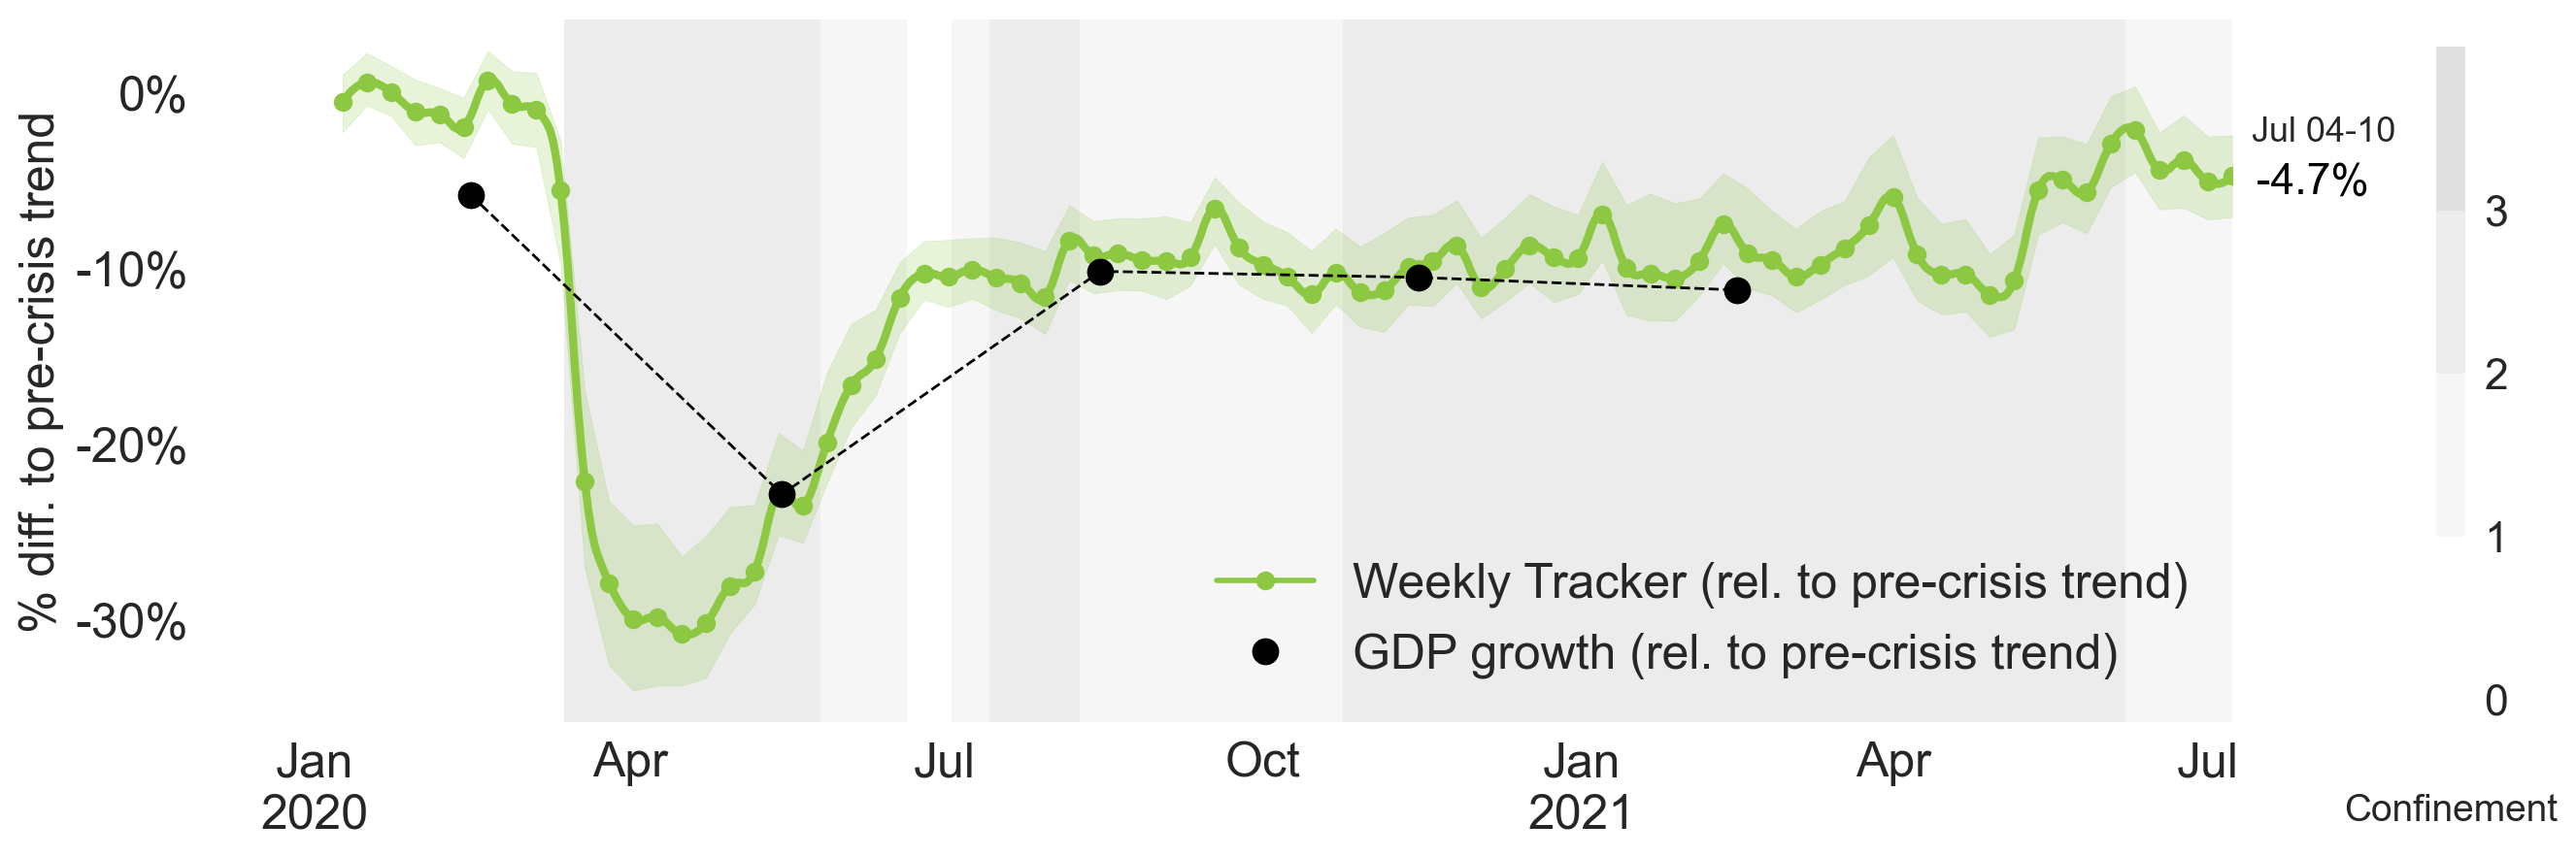 % diff. to pre-crisis trend
0%
-10%
-20%
-30%
Jul 04-10
-4.7%
3
2
1
0
Confinement
Weekly Tracker (rel. to pre-crisis trend)
GDP growth (rel. to pre-crisis trend)
Jan Apr Jul Oct Jan Apr Jul
2020 2021